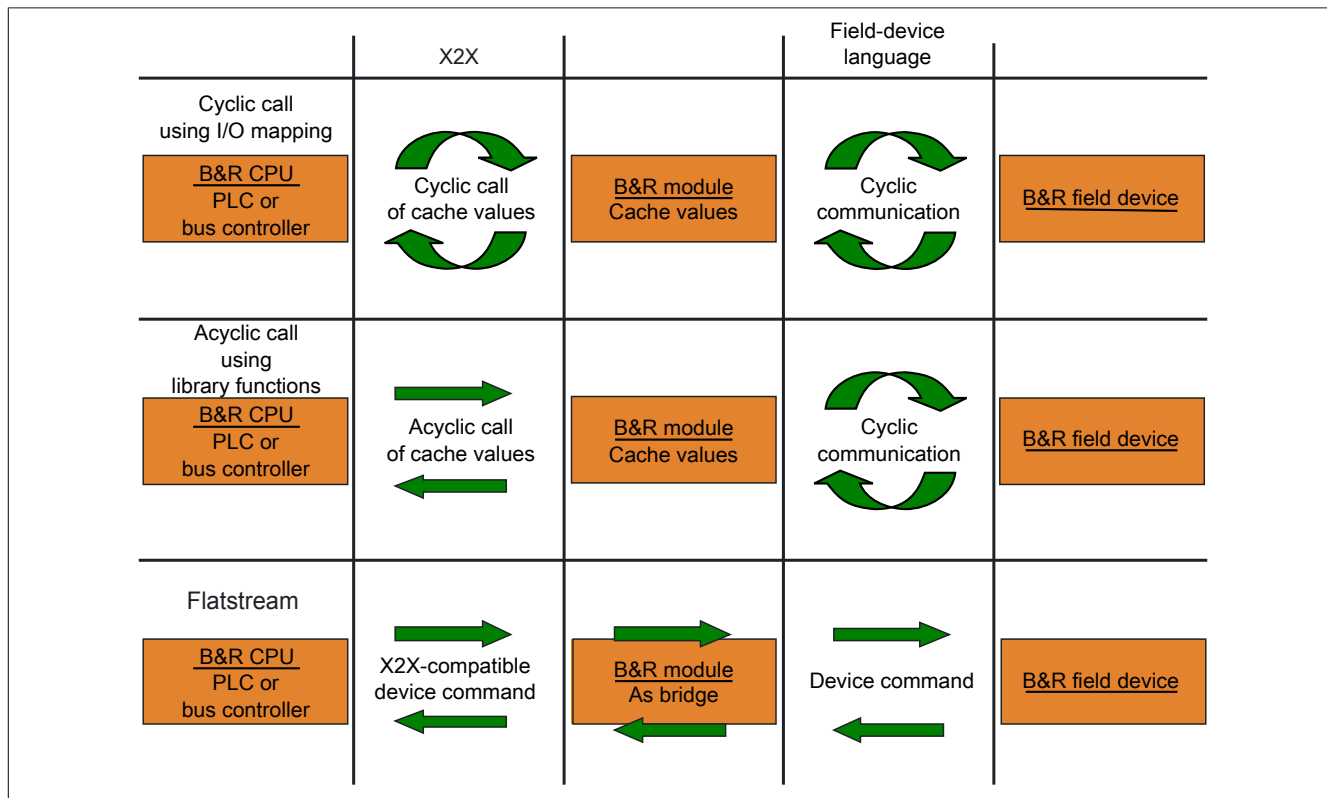 X2X
Field-device
language
Cyclic call
using I/O mapping
B&R CPU
PLC or
bus controller
Cyclic call
of cache values
B&R module
Cache values
Cyclic
communication
B&R field device
Acyclic call
using
library functions
B&R CPU
PLC or
bus controller
Acyclic call
of cache values
B&R module
Cache values
Cyclic
communication
B&R field device
Flatstream
B&R CPU
PLC or
bus controller
X2X-compatible
device command
B&R module
As bridge
Device command
B&R field device